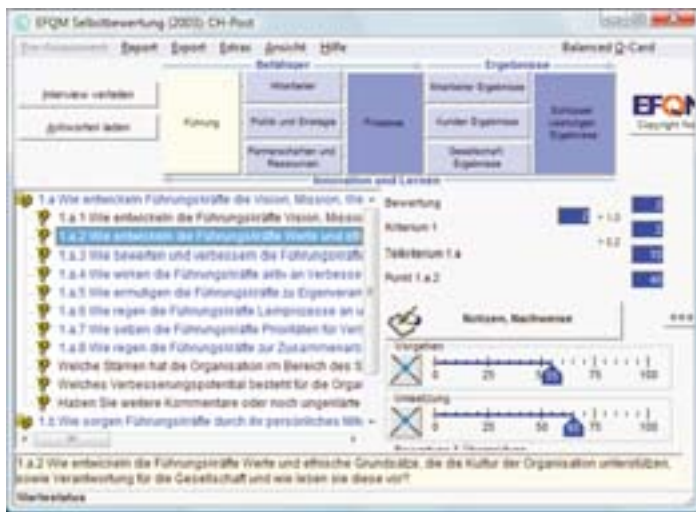 EFQM Selbstbewertung (2003): CH-Post
Report Export Extras Ansicht Hilfe Balanced Q-Card
Befähiger Ergebnisse
Interview verteilen
Antworten laden
Führung
Mitarbeiter
Politik und Strategie
Partnerschaften und Ressourcen
Prozesse
Mitarbeiter Ergebnisse
Kunden Ergebnisse
Gesellschaft Ergebnisse
Schlüssel Leistungen Ergebnisse
EFQM
Copyright
Innovation und Lernen
1.a Wie entwickeln Führungskräfte die Vision, Mission,
1.a.1 Wie entwickeln die Führungskräfte Vision, Missio
1.a.2 Wie entwickeln die Führungskräfte Werte und eth
1.a.3 Wie bewerten und verbessern die Führungskräfte
1.a.4 Wie wirken die Führungskräfte aktiv an Verbesse
1.a.5 Wie ermutigen die Führungskräfte zu Eigenveran
1.a.6 Wie regen die Führungskräfte Lernprozesse an u
1.a.7 Wie setzen die Führungskräfte Prioritäten für Ver
1.a.8 Wie regen die Führungskräfte zur Zusammenarb
Welche Stärken hat die Organisation im Bereich des S
Welches Verbesserungspotential besteht für die Orga
Haben Sie weitere Kommentare oder noch ungeklärte
1.b Wie sorgen Führungskräfte durch ihr persönliches Mit
Bewertung
Kriterium 1
Teilkriterium 1.a
Punkt 1.a.2
Notizen, Nachweise
Vorgehen
0 25 50 75 100
Umsetzung
0 25 50 75 100
1.a.2 Wie entwickeln die Führungskräfte Werte und ethische Grundsätze, die die Kultur der Organisation unterstützen,
sowie Verantwortung für die Gesellschaft und wie leben sie diese vor?
Wertestatus